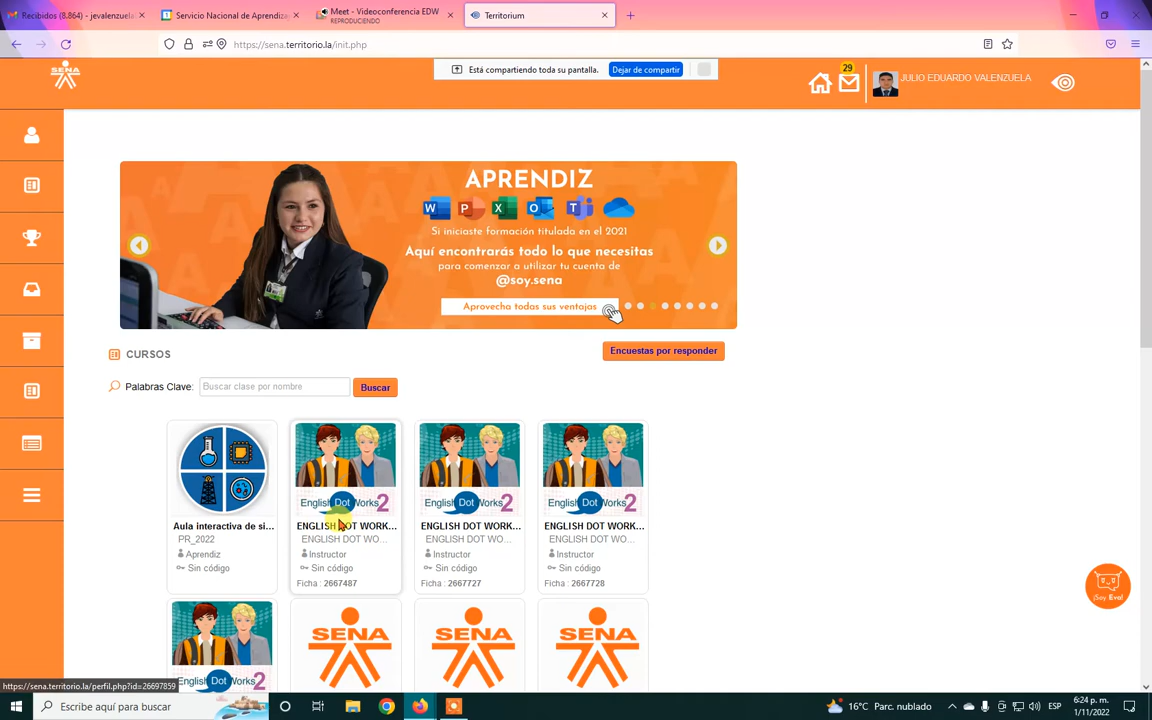 Recibidos (8.864) - jevalenzuela
Servicio Nacional de Aprendizaj
Meet - Videoconferencia EDW
REPRODUCIENDO
Territorium
https://sena.territorio.la/init.php
SENA
Está compartiendo toda su pantalla.
Dejar de compartir
29
JULIO EDUARDO VALENZUELA
APRENDIZ
W P X O T
Si iniciaste formación titulada en el 2021
Aquí encontrarás todo lo que necesitas
para comenzar a utilizar tu cuenta de
@soy.sena
Aprovecha todas sus ventajas
CURSOS
Encuestas por responder
Palabras Clave:
Buscar clase por nombre
Buscar
English Dot Works 2
English Dot Works 2
English Dot Works 2
Aula interactiva de si...
PR_2022
Aprendiz
Sin código
ENGLISH DOT WORK...
ENGLISH DOT WO...
Instructor
Sin código
Ficha : 2667487
ENGLISH DOT WORK...
ENGLISH DOT WO...
Instructor
Sin código
Ficha : 2667727
ENGLISH DOT WORK...
ENGLISH DOT WO...
Instructor
Sin código
Ficha : 2667728
¡Soy Eva!
English Dot Works 2
SENA
SENA
https://sena.territorio.la/perfil.php?id=26697859
Escribe aquí para buscar
16°C Parc. nublado
ESP
6:24 p. m.
1/11/2022